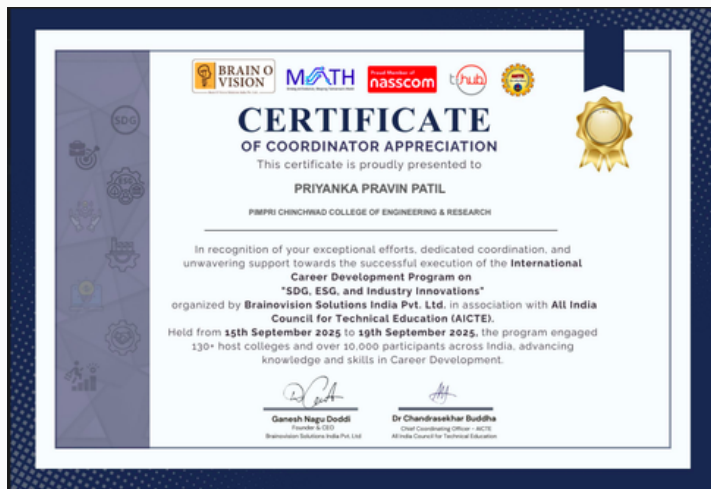 BRAIN O
VISION
MATH
Proud Member of
nasscom
t-hub
CERTIFICATE
OF COORDINATOR APPRECIATION
This certificate is proudly presented to
PRIYANKA PRAVIN PATIL
PIMPRI CHINCHWAD COLLEGE OF ENGINEERING & RESEARCH
In recognition of your exceptional efforts, dedicated coordination, and
unwavering support towards the successful execution of the International
Career Development Program on
"SDG, ESG, and Industry Innovations"
organized by Brainovision Solutions India Pvt. Ltd. in association with All India
Council for Technical Education (AICTE).
Held from 15th September 2025 to 19th September 2025, the program engaged
130+ host colleges and over 10,000 participants across India, advancing
knowledge and skills in Career Development.
Ganesh Nagu Doddi
Founder & CEO
Brainovision Solutions India Pvt. Ltd
Dr Chandrasekhar Buddha
Chief Coordinating Officer - AICTE
All India Council for Technical Education
SDG
ESG